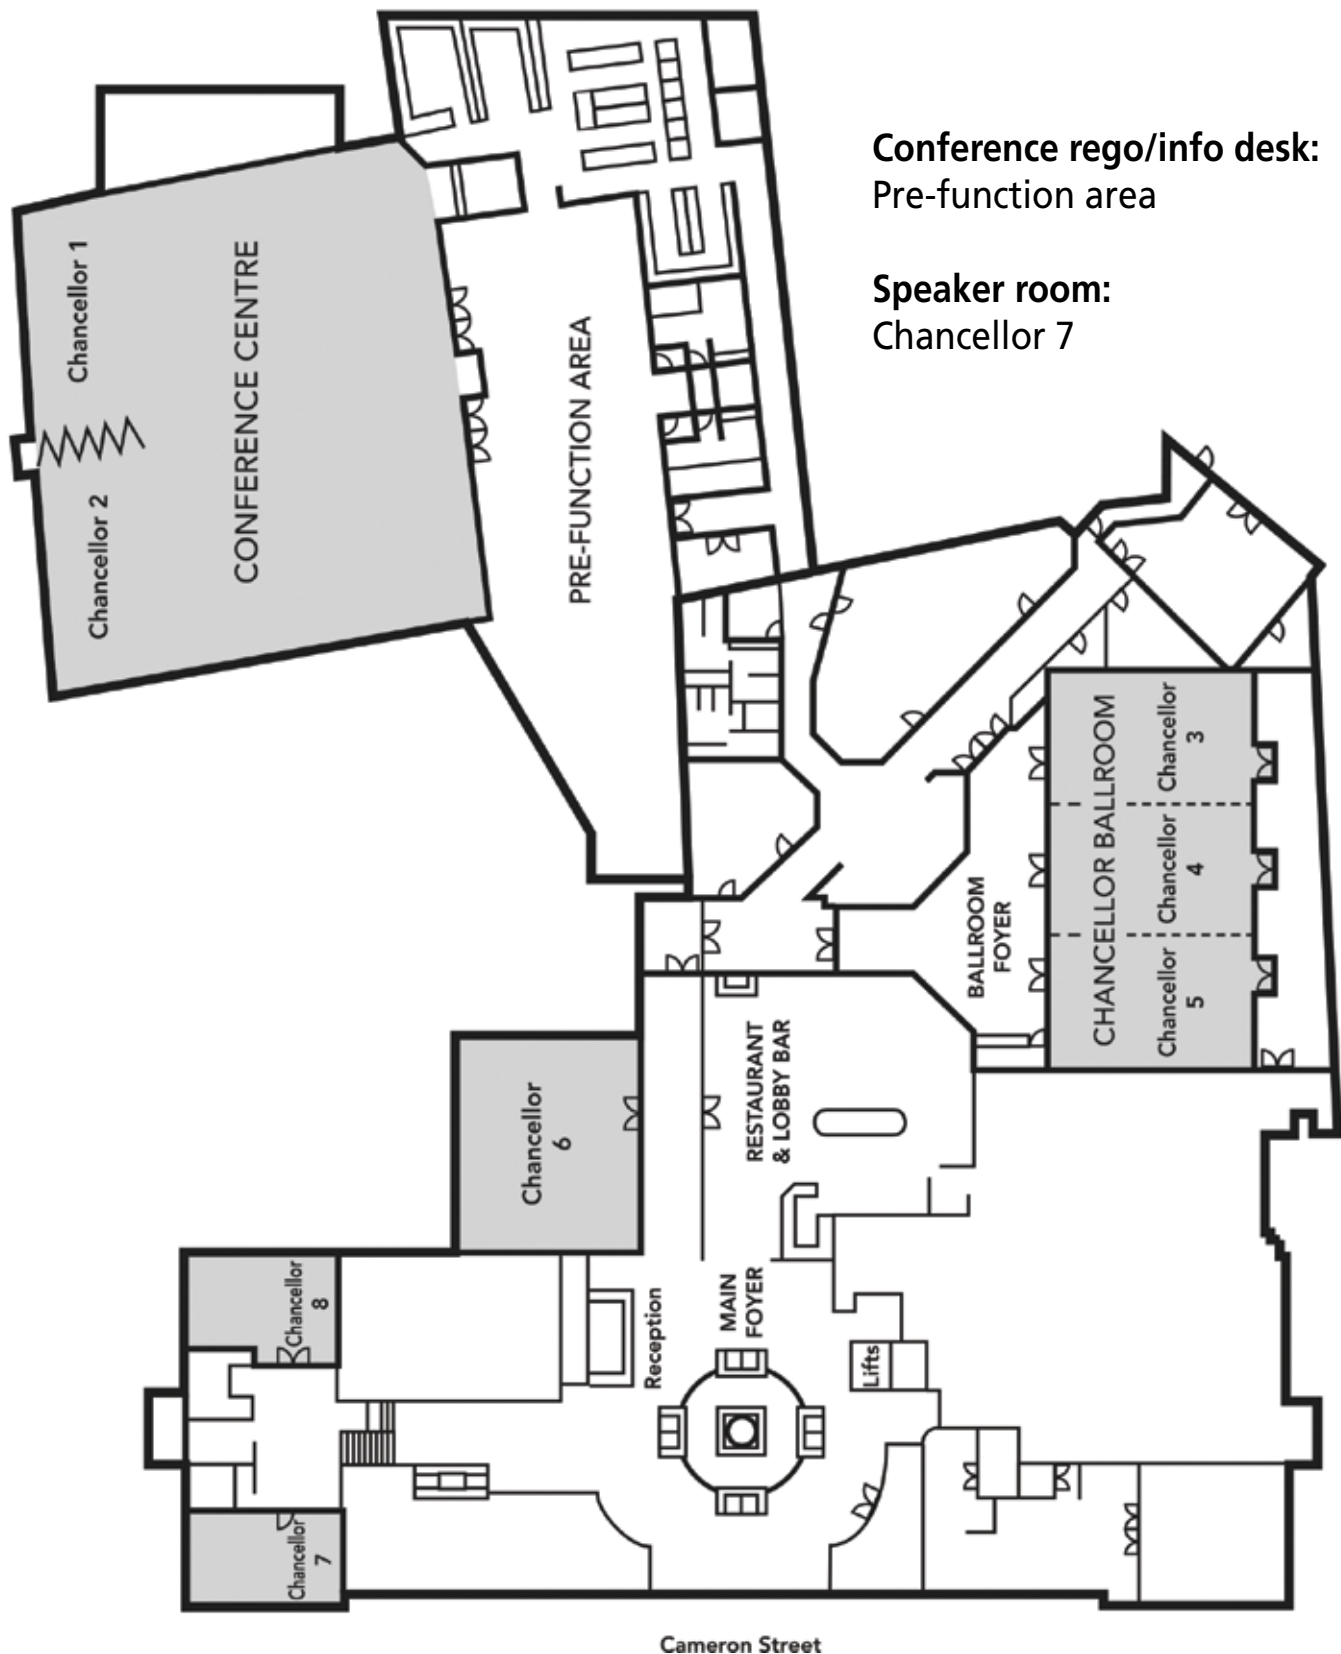 Conference rego/info desk:
Pre-function area
Speaker room:
Chancellor 7
Chancellor 1
Chancellor 2
CONFERENCE CENTRE
PRE-FUNCTION AREA
CHANCELLOR BALLROOM
Chancellor
3
Chancellor
4
Chancellor
5
BALLROOM
FOYER
RESTAURANT
& LOBBY BAR
Chancellor
6
Chancellor
8
Reception
MAIN
FOYER
Lifts
Chancellor
7
Cameron Street